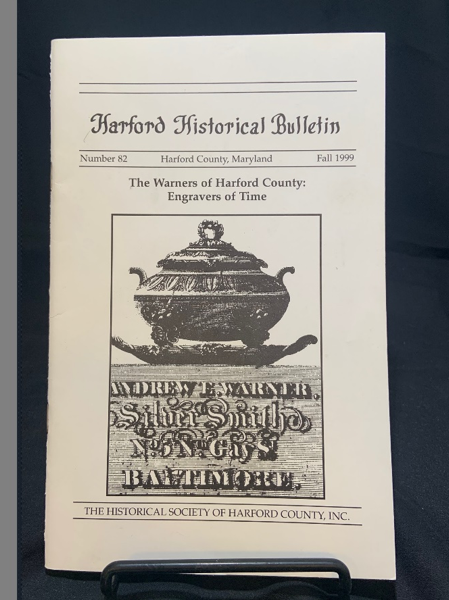 Harford Historical Bulletin
Number 82 Harford County, Maryland Fall 1999
The Warners of Harford County:
Engravers of Time
ANDREW E. WARNER,
Silver Smith
No. 5 Nth. Gay St
BALTIMORE.
THE HISTORICAL SOCIETY OF HARFORD COUNTY, INC.